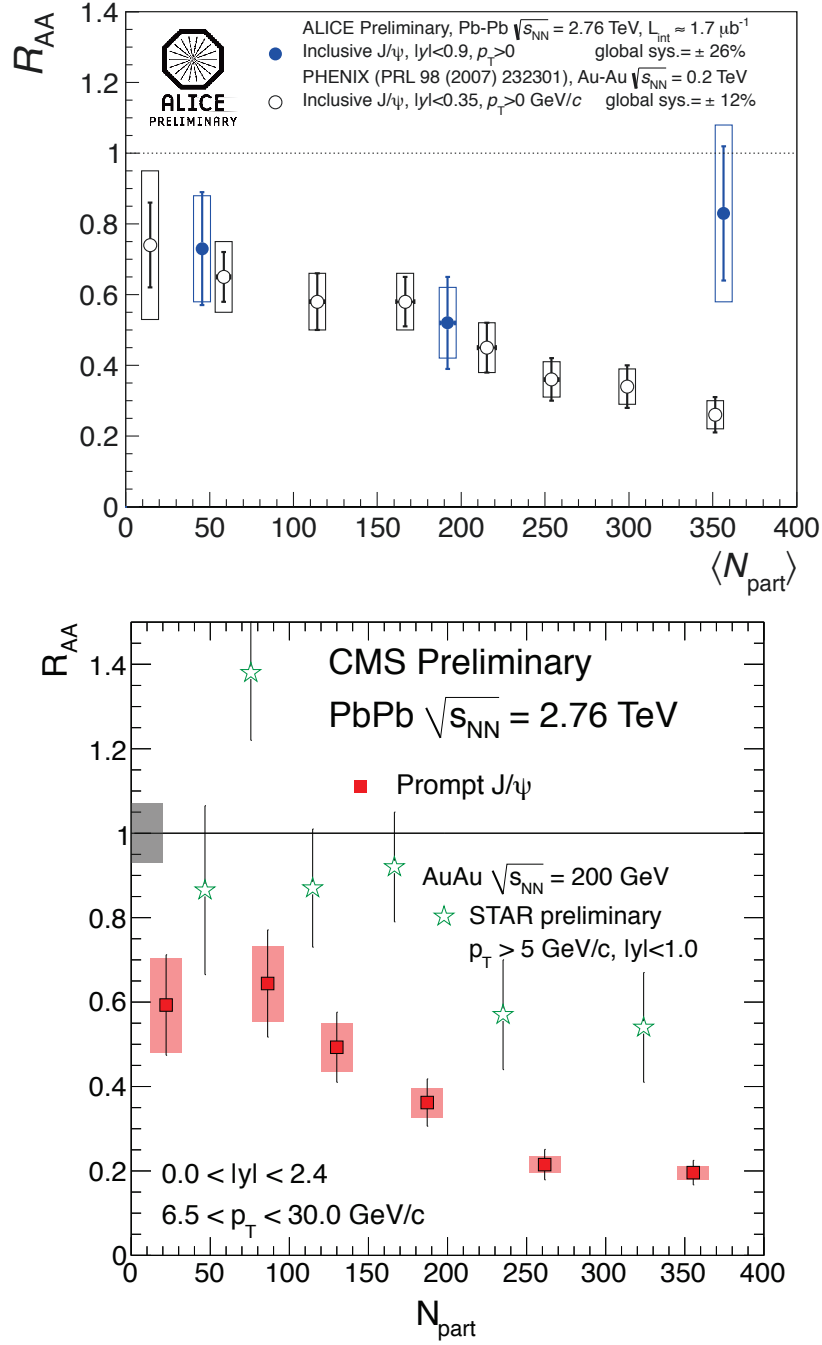 R_AA
1.4
1.2
1
0.8
0.6
0.4
0.2
0
ALICE
PRELIMINARY
ALICE Preliminary, Pb-Pb √s_NN = 2.76 TeV, L_int ≈ 1.7 μb⁻¹
Inclusive J/ψ, |y|<0.9, p_T>0 global sys.= ± 26%
PHENIX (PRL 98 (2007) 232301), Au-Au √s_NN = 0.2 TeV
Inclusive J/ψ, |y|<0.35, p_T>0 GeV/c global sys.= ± 12%
0 50 100 150 200 250 300 350 400
⟨N_part⟩
R_AA
1.4
1.2
1
0.8
0.6
0.4
0.2
0
CMS Preliminary
PbPb √s_NN = 2.76 TeV
Prompt J/ψ
AuAu √s_NN = 200 GeV
STAR preliminary
p_T > 5 GeV/c, |y|<1.0
0.0 < |y| < 2.4
6.5 < p_T < 30.0 GeV/c
0 50 100 150 200 250 300 350 400
N_part